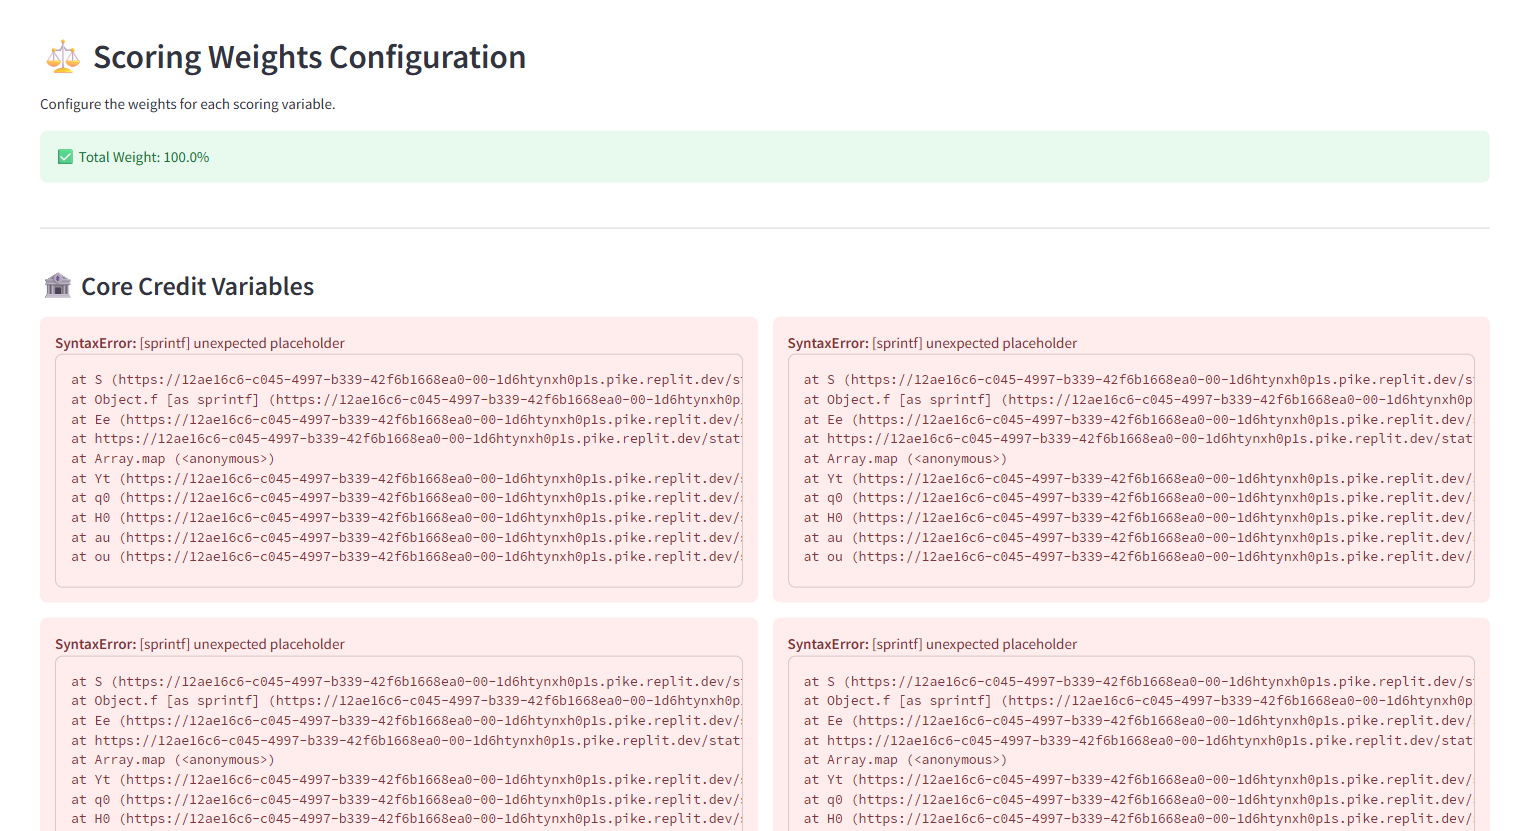 Scoring Weights Configuration
Configure the weights for each scoring variable.
Total Weight: 100.0%
Core Credit Variables
SyntaxError: [sprintf] unexpected placeholder
at S (https://12ae16c6-c045-4997-b339-42f6b1668ea0-00-1d6htynxh0p1s.pike.replit.dev/s
at Object.f [as sprintf] (https://12ae16c6-c045-4997-b339-42f6b1668ea0-00-1d6htynxh0p
at Ee (https://12ae16c6-c045-4997-b339-42f6b1668ea0-00-1d6htynxh0p1s.pike.replit.dev/
at https://12ae16c6-c045-4997-b339-42f6b1668ea0-00-1d6htynxh0p1s.pike.replit.dev/stat
at Array.map (<anonymous>)
at Yt (https://12ae16c6-c045-4997-b339-42f6b1668ea0-00-1d6htynxh0p1s.pike.replit.dev/
at q0 (https://12ae16c6-c045-4997-b339-42f6b1668ea0-00-1d6htynxh0p1s.pike.replit.dev/
at H0 (https://12ae16c6-c045-4997-b339-42f6b1668ea0-00-1d6htynxh0p1s.pike.replit.dev/
at au (https://12ae16c6-c045-4997-b339-42f6b1668ea0-00-1d6htynxh0p1s.pike.replit.dev/
at ou (https://12ae16c6-c045-4997-b339-42f6b1668ea0-00-1d6htynxh0p1s.pike.replit.dev/
SyntaxError: [sprintf] unexpected placeholder
at S (https://12ae16c6-c045-4997-b339-42f6b1668ea0-00-1d6htynxh0p1s.pike.replit.dev/s
at Object.f [as sprintf] (https://12ae16c6-c045-4997-b339-42f6b1668ea0-00-1d6htynxh0p
at Ee (https://12ae16c6-c045-4997-b339-42f6b1668ea0-00-1d6htynxh0p1s.pike.replit.dev/
at https://12ae16c6-c045-4997-b339-42f6b1668ea0-00-1d6htynxh0p1s.pike.replit.dev/stat
at Array.map (<anonymous>)
at Yt (https://12ae16c6-c045-4997-b339-42f6b1668ea0-00-1d6htynxh0p1s.pike.replit.dev/
at q0 (https://12ae16c6-c045-4997-b339-42f6b1668ea0-00-1d6htynxh0p1s.pike.replit.dev/
at H0 (https://12ae16c6-c045-4997-b339-42f6b1668ea0-00-1d6htynxh0p1s.pike.replit.dev/
at au (https://12ae16c6-c045-4997-b339-42f6b1668ea0-00-1d6htynxh0p1s.pike.replit.dev/
at ou (https://12ae16c6-c045-4997-b339-42f6b1668ea0-00-1d6htynxh0p1s.pike.replit.dev/
SyntaxError: [sprintf] unexpected placeholder
at S (https://12ae16c6-c045-4997-b339-42f6b1668ea0-00-1d6htynxh0p1s.pike.replit.dev/s
at Object.f [as sprintf] (https://12ae16c6-c045-4997-b339-42f6b1668ea0-00-1d6htynxh0p
at Ee (https://12ae16c6-c045-4997-b339-42f6b1668ea0-00-1d6htynxh0p1s.pike.replit.dev/
at https://12ae16c6-c045-4997-b339-42f6b1668ea0-00-1d6htynxh0p1s.pike.replit.dev/stat
at Array.map (<anonymous>)
at Yt (https://12ae16c6-c045-4997-b339-42f6b1668ea0-00-1d6htynxh0p1s.pike.replit.dev/
at q0 (https://12ae16c6-c045-4997-b339-42f6b1668ea0-00-1d6htynxh0p1s.pike.replit.dev/
at H0 (https://12ae16c6-c045-4997-b339-42f6b1668ea0-00-1d6htynxh0p1s.pike.replit.dev/
SyntaxError: [sprintf] unexpected placeholder
at S (https://12ae16c6-c045-4997-b339-42f6b1668ea0-00-1d6htynxh0p1s.pike.replit.dev/s
at Object.f [as sprintf] (https://12ae16c6-c045-4997-b339-42f6b1668ea0-00-1d6htynxh0p
at Ee (https://12ae16c6-c045-4997-b339-42f6b1668ea0-00-1d6htynxh0p1s.pike.replit.dev/
at https://12ae16c6-c045-4997-b339-42f6b1668ea0-00-1d6htynxh0p1s.pike.replit.dev/stat
at Array.map (<anonymous>)
at Yt (https://12ae16c6-c045-4997-b339-42f6b1668ea0-00-1d6htynxh0p1s.pike.replit.dev/
at q0 (https://12ae16c6-c045-4997-b339-42f6b1668ea0-00-1d6htynxh0p1s.pike.replit.dev/
at H0 (https://12ae16c6-c045-4997-b339-42f6b1668ea0-00-1d6htynxh0p1s.pike.replit.dev/